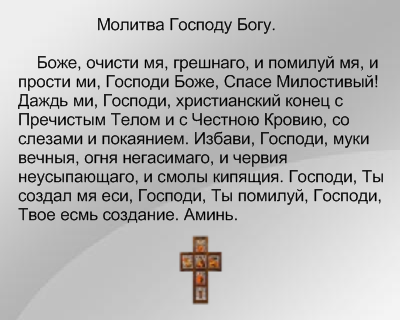 Молитва Господу Богу.
Боже, очисти мя, грешнаго, и помилуй мя, и
прости ми, Господи Боже, Спасе Милостивый!
Даждь ми, Господи, христианский конец с
Пречистым Телом и с Честною Кровию, со
слезами и покаянием. Избави, Господи, муки
вечныя, огня негасимаго, и червия
неусыпающаго, и смолы кипящия. Господи, Ты
создал мя еси, Господи, Ты помилуй, Господи,
Твое есмь создание. Аминь.